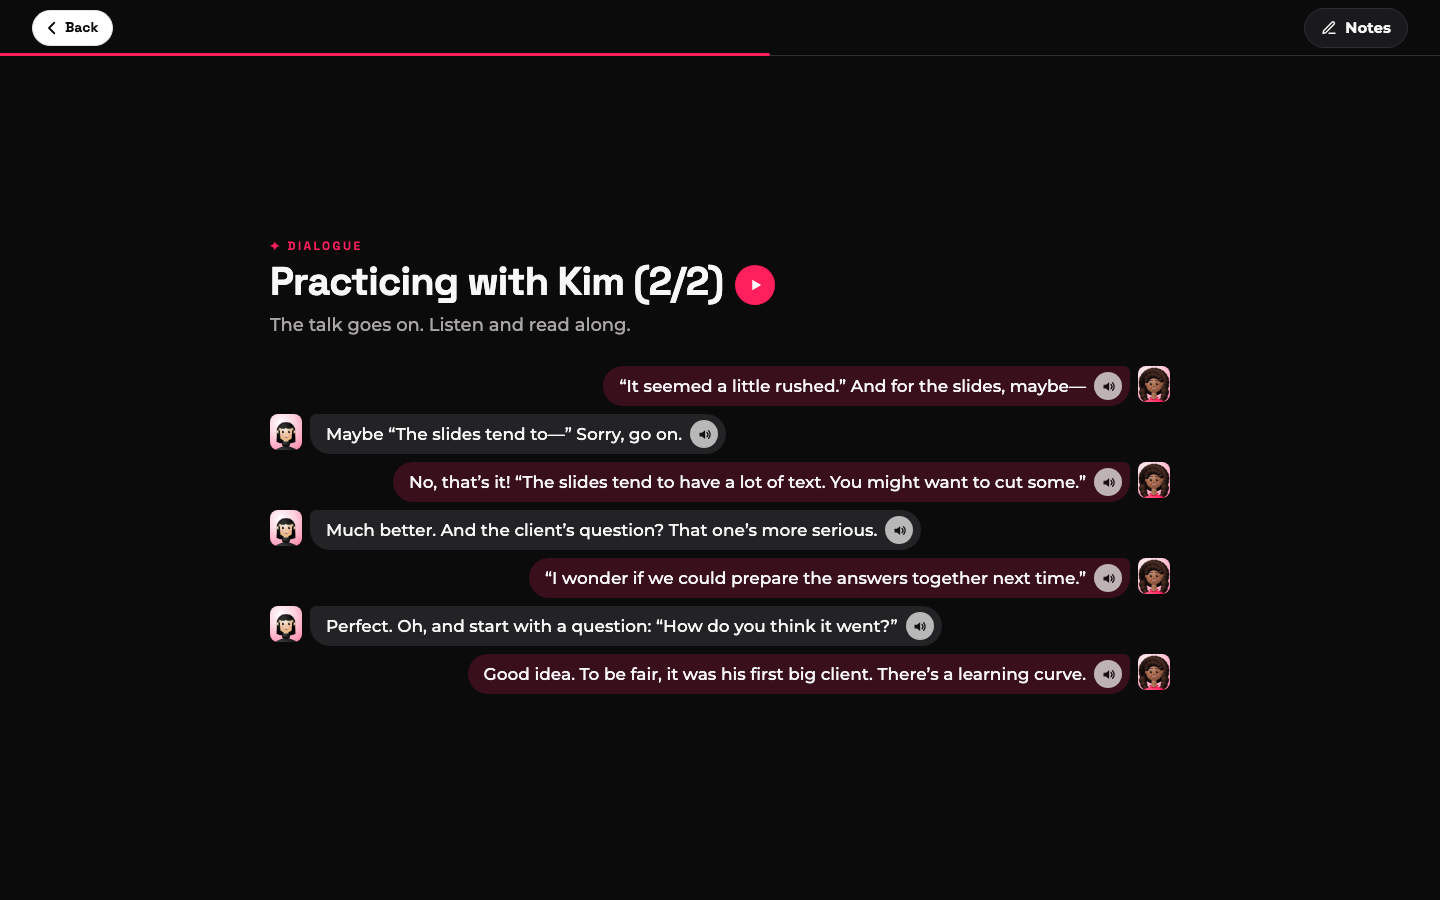 Back
Notes
DIALOGUE
Practicing with Kim (2/2)
The talk goes on. Listen and read along.
“It seemed a little rushed.” And for the slides, maybe—
Maybe “The slides tend to—” Sorry, go on.
No, that’s it! “The slides tend to have a lot of text. You might want to cut some.”
Much better. And the client’s question? That one’s more serious.
“I wonder if we could prepare the answers together next time.”
Perfect. Oh, and start with a question: “How do you think it went?”
Good idea. To be fair, it was his first big client. There’s a learning curve.